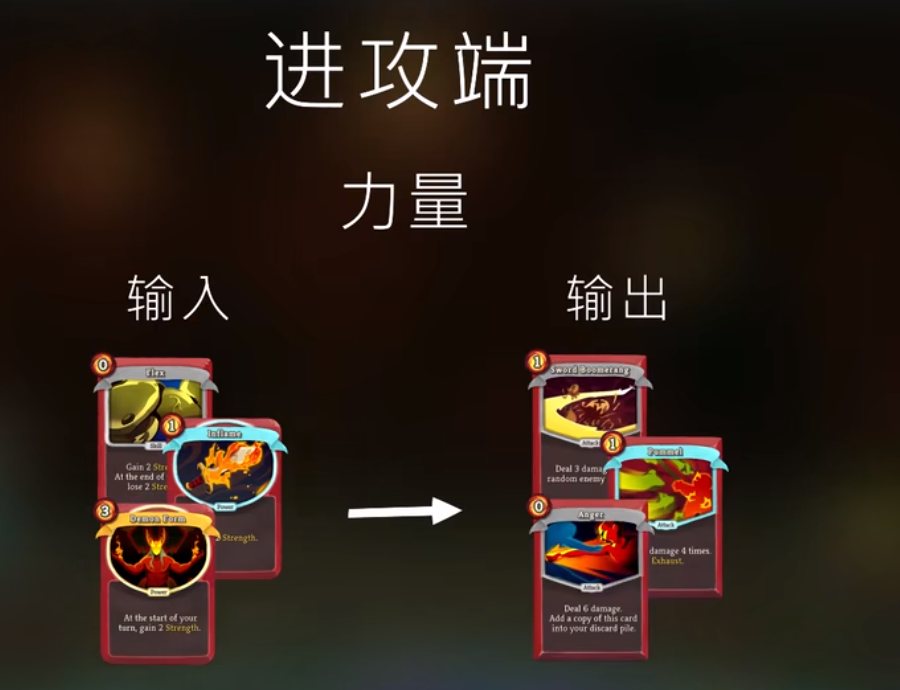 进攻端
力量
输入
输出
0
Flex
Skill
Gain 2 Stre
At the end of
lose 2 Stre
1
Inflame
Power
2 Strength.
3
Demon Form
Power
At the start of your
turn, gain 2 Strength.
1
Sword Boomerang
Attack
Deal 3 damag
random enemy
1
Pummel
Attack
damage 4 times.
Exhaust.
0
Anger
Attack
Deal 6 damage.
Add a copy of this card
into your discard pile.